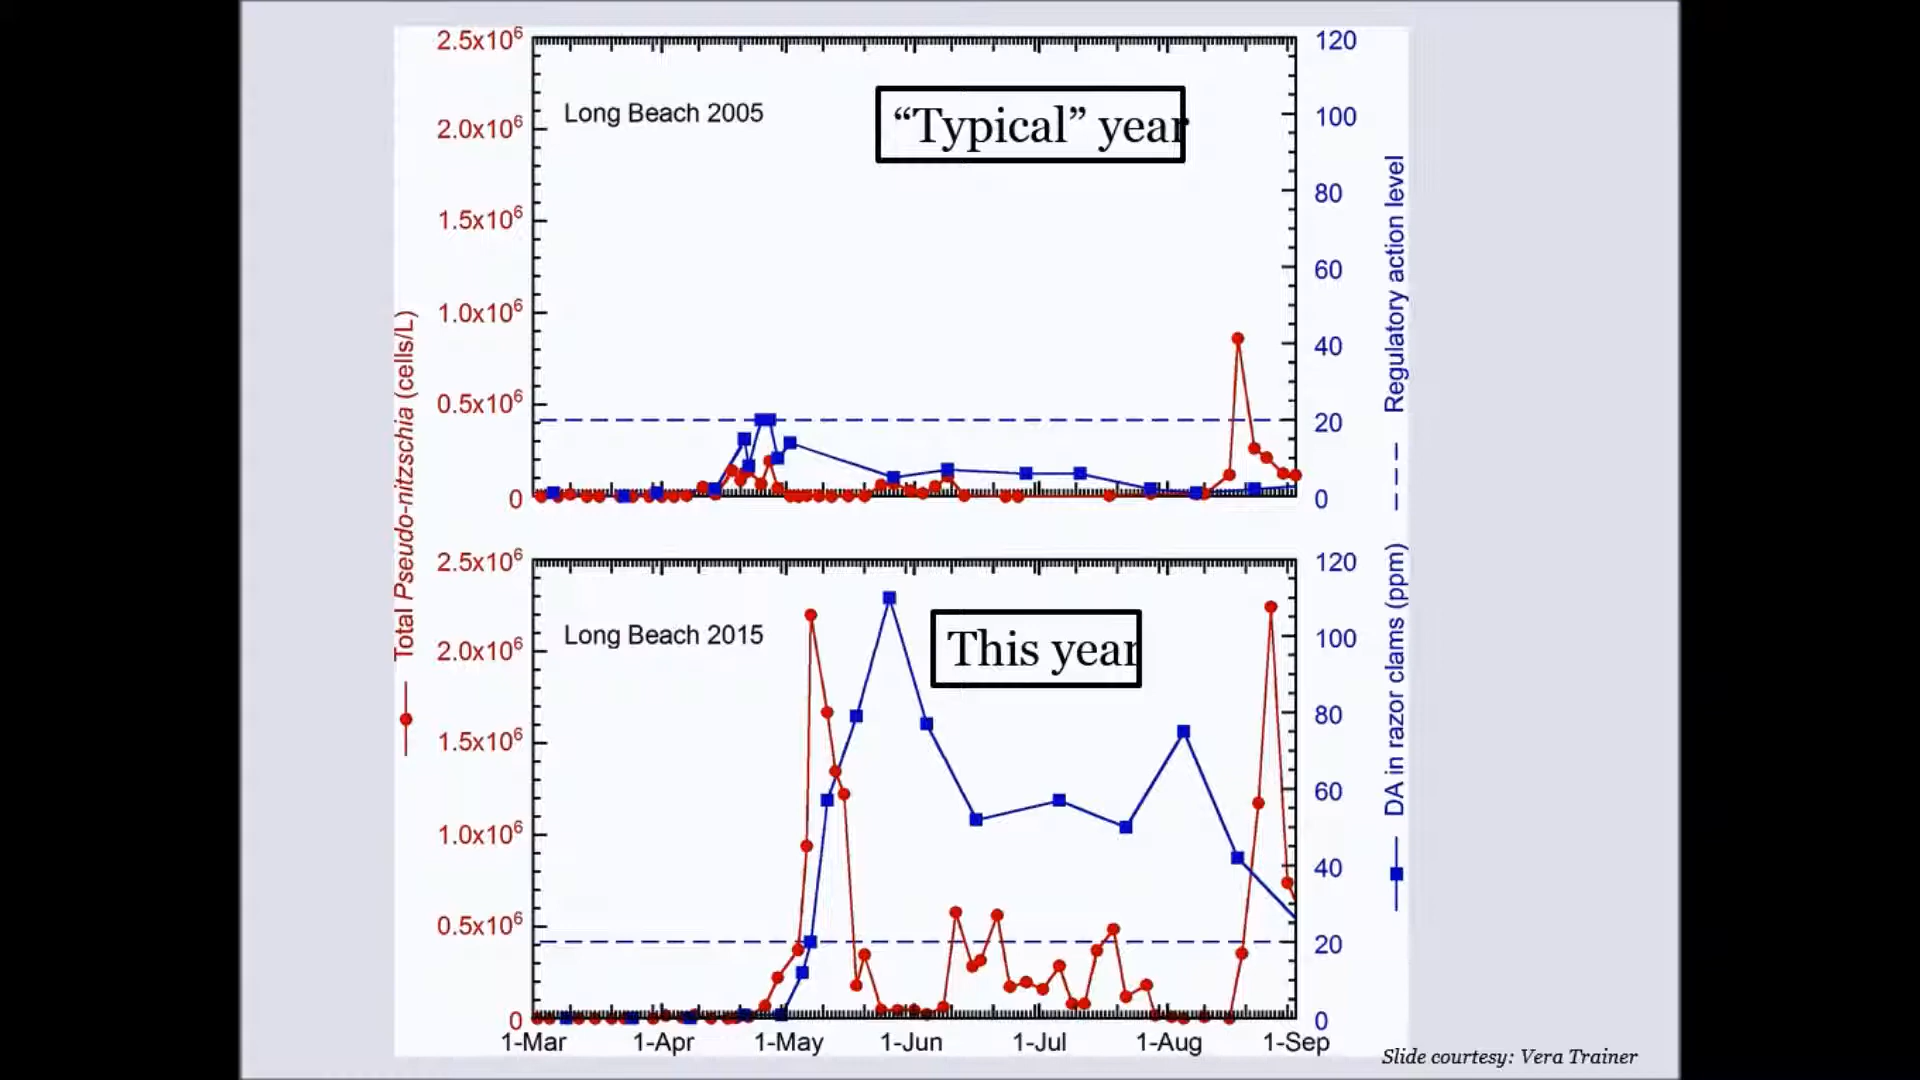 2.5x10⁶
2.0x10⁶
1.5x10⁶
1.0x10⁶
0.5x10⁶
0
Long Beach 2005
“Typical” year
120
100
80
60
40
20
0
2.5x10⁶
2.0x10⁶
1.5x10⁶
1.0x10⁶
0.5x10⁶
0
Long Beach 2015
This year
120
100
80
60
40
20
0
1-Mar
1-Apr
1-May
1-Jun
1-Jul
1-Aug
1-Sep
Total Pseudo-nitzschia (cells/L)
Regulatory action level
DA in razor clams (ppm)
Slide courtesy: Vera Trainer